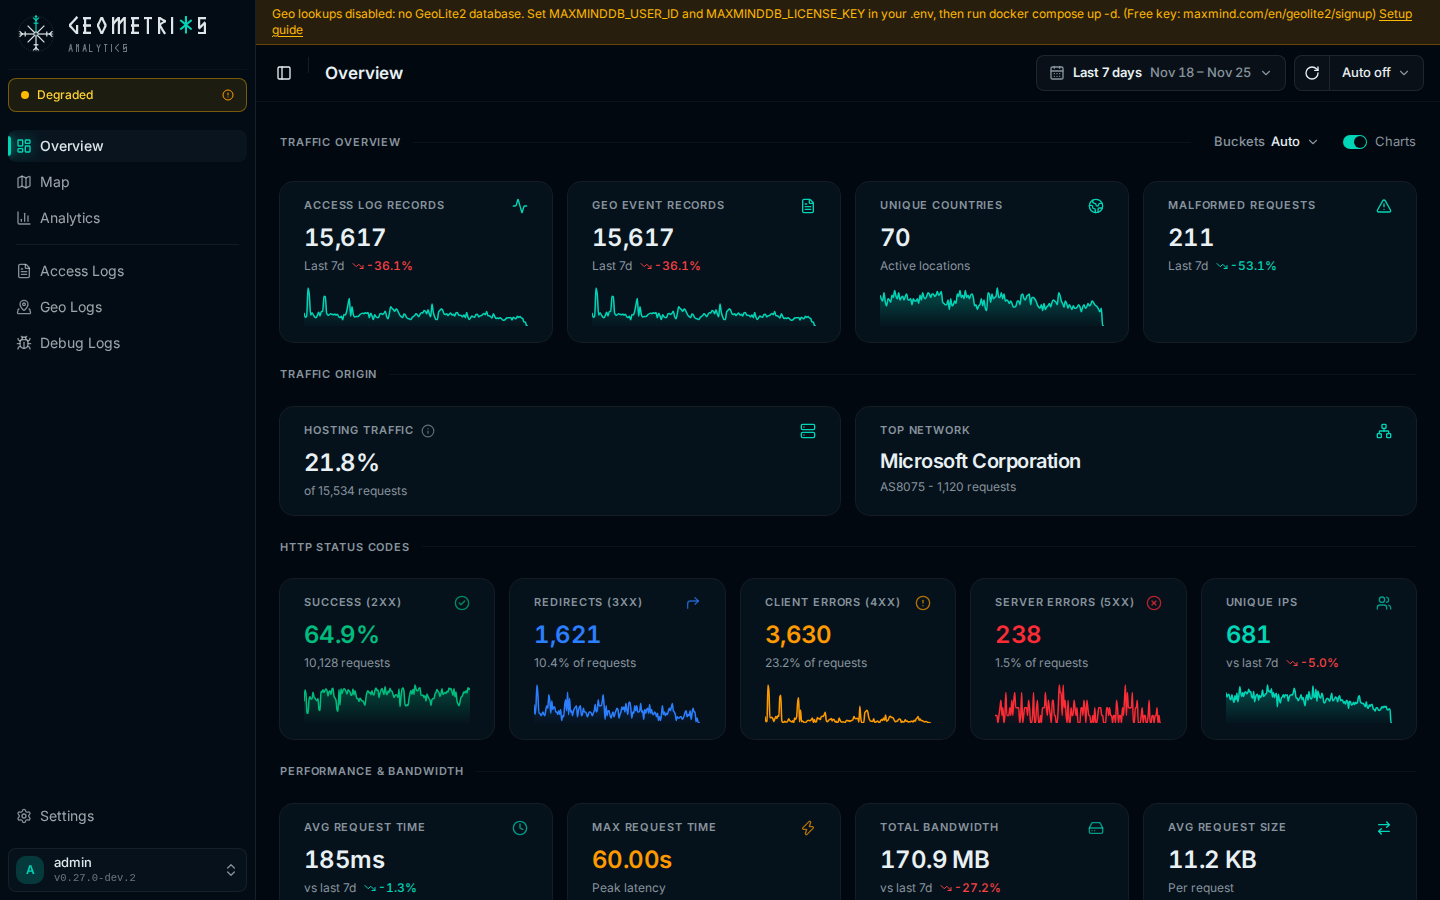 GEOMETRIKS
ANALYTICS
Degraded
Overview
Map
Analytics
Access Logs
Geo Logs
Debug Logs
Settings
A
admin
v0.27.0-dev.2
Geo lookups disabled: no GeoLite2 database. Set MAXMINDDB_USER_ID and MAXMINDDB_LICENSE_KEY in your .env, then run docker compose up -d. (Free key: maxmind.com/en/geolite2/signup) Setup
guide
Overview
Last 7 days Nov 18 – Nov 25
Auto off
TRAFFIC OVERVIEW
Buckets Auto
Charts
ACCESS LOG RECORDS
15,617
Last 7d -36.1%
GEO EVENT RECORDS
15,617
Last 7d -36.1%
UNIQUE COUNTRIES
70
Active locations
MALFORMED REQUESTS
211
Last 7d -53.1%
TRAFFIC ORIGIN
HOSTING TRAFFIC
21.8%
of 15,534 requests
TOP NETWORK
Microsoft Corporation
AS8075 - 1,120 requests
HTTP STATUS CODES
SUCCESS (2XX)
64.9%
10,128 requests
REDIRECTS (3XX)
1,621
10.4% of requests
CLIENT ERRORS (4XX)
3,630
23.2% of requests
SERVER ERRORS (5XX)
238
1.5% of requests
UNIQUE IPS
681
vs last 7d -5.0%
PERFORMANCE & BANDWIDTH
AVG REQUEST TIME
185ms
vs last 7d -1.3%
MAX REQUEST TIME
60.00s
Peak latency
TOTAL BANDWIDTH
170.9 MB
vs last 7d -27.2%
AVG REQUEST SIZE
11.2 KB
Per request